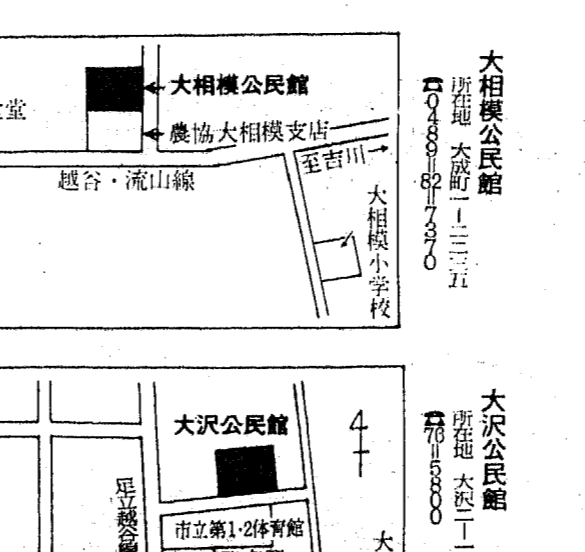 大相模公民館
所在地 大成町一ー二二三五
☎0489=82=7370
大相模公民館
農協大相模支店
至吉川
越谷・流山線
大相模小学校
堂
大沢公民館
所在地 大沢二ー一
☎76=5800
大沢公民館
足立越谷線
市立第1・2体育館
大